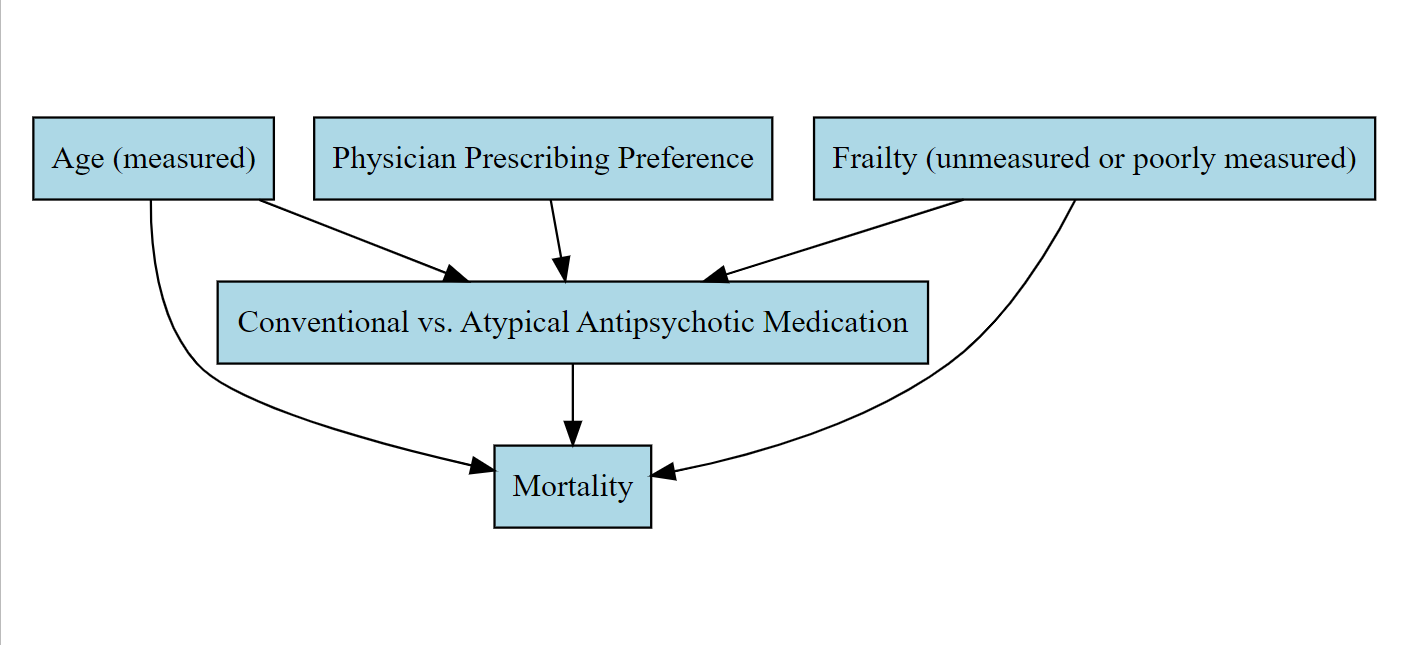 Age (measured)
Physician Prescribing Preference
Frailty (unmeasured or poorly measured)
Conventional vs. Atypical Antipsychotic Medication
Mortality